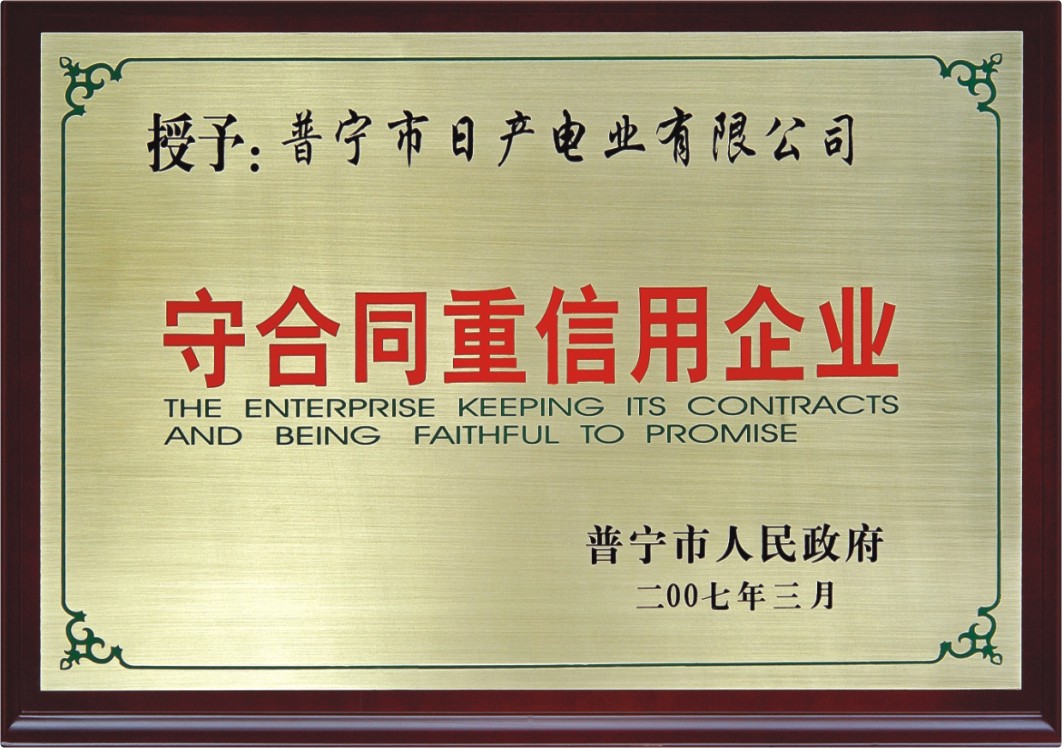 授予：普宁市日产电业有限公司
守合同重信用企业
THE ENTERPRISE KEEPING ITS CONTRACTS
AND BEING FAITHFUL TO PROMISE
普宁市人民政府
二00七年三月